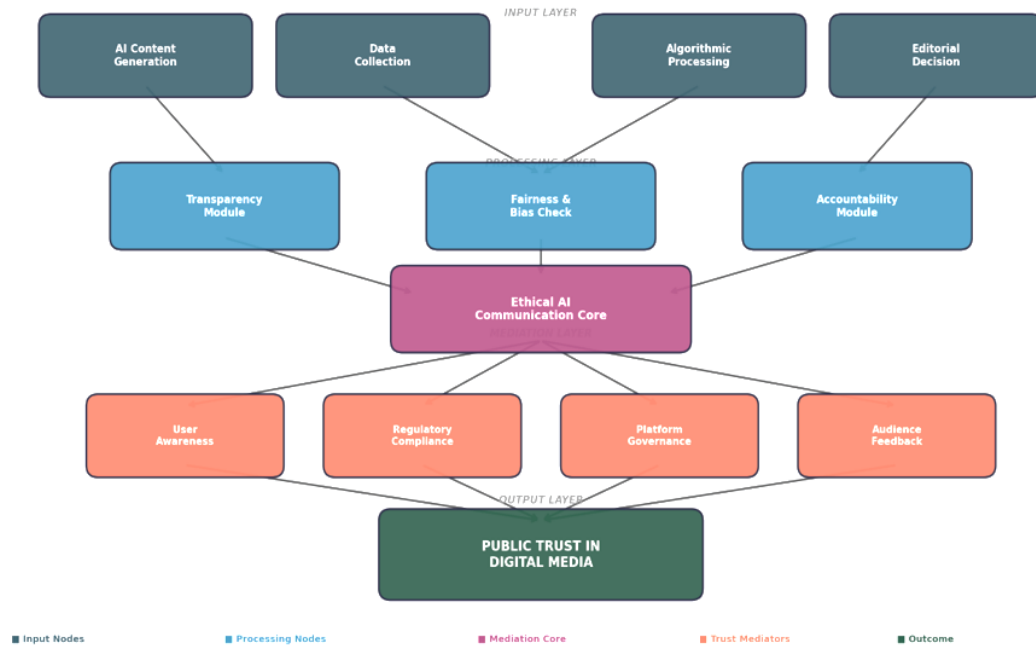 INPUT LAYER
AI Content
Generation
Data
Collection
Algorithmic
Processing
Editorial
Decision
PROCESSING LAYER
Transparency
Module
Fairness &
Bias Check
Accountability
Module
Ethical AI
Communication Core
MEDIATION LAYER
User
Awareness
Regulatory
Compliance
Platform
Governance
Audience
Feedback
OUTPUT LAYER
PUBLIC TRUST IN
DIGITAL MEDIA
Input Nodes
Processing Nodes
Mediation Core
Trust Mediators
Outcome